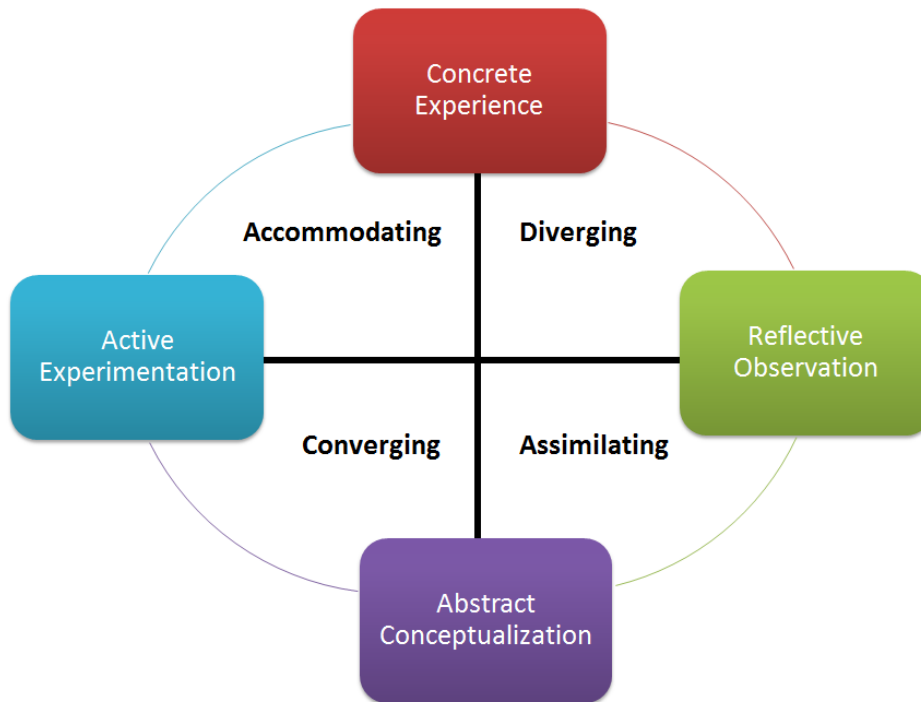 Concrete
Experience
Accommodating
Diverging
Active
Experimentation
Reflective
Observation
Converging
Assimilating
Abstract
Conceptualization